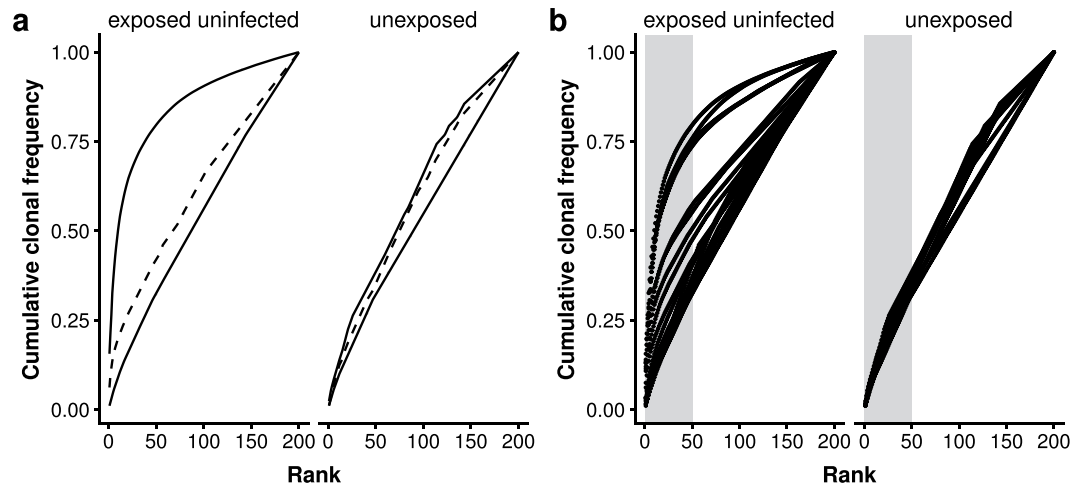 a
exposed uninfected
unexposed
Cumulative clonal frequency
1.00
0.75
0.50
0.25
0.00
0 50 100 150 200
0 50 100 150 200
Rank
b
exposed uninfected
unexposed
Cumulative clonal frequency
1.00
0.75
0.50
0.25
0.00
0 50 100 150 200
0 50 100 150 200
Rank